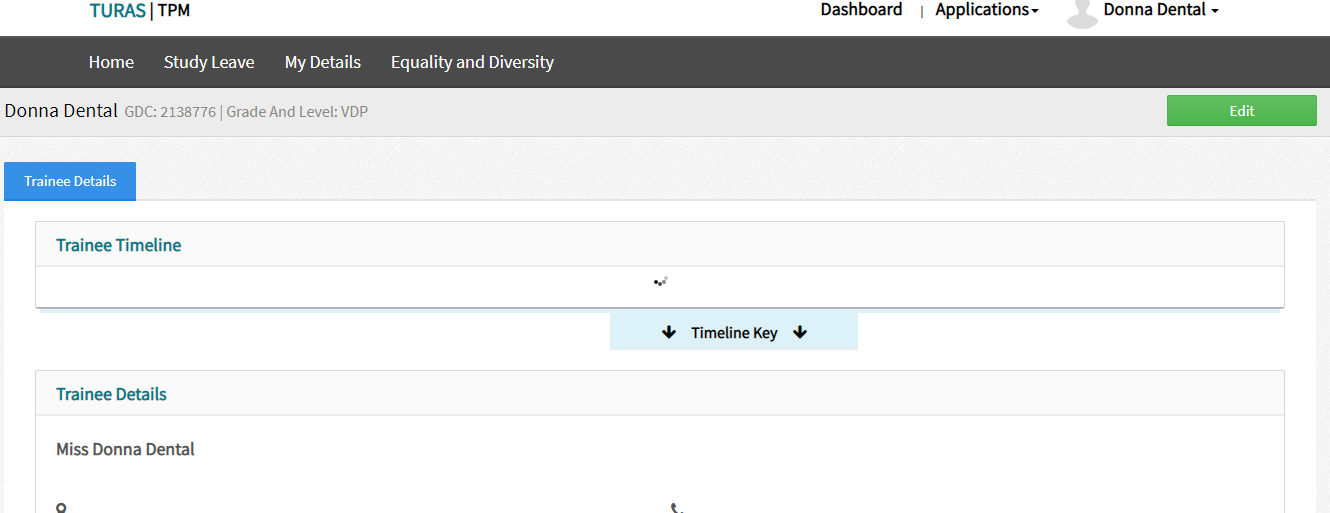 TURAS | TPM
Dashboard | Applications Donna Dental
Home Study Leave My Details Equality and Diversity
Donna Dental GDC: 2138776 | Grade And Level: VDP Edit
Trainee Details
Trainee Timeline
Timeline Key
Trainee Details
Miss Donna Dental